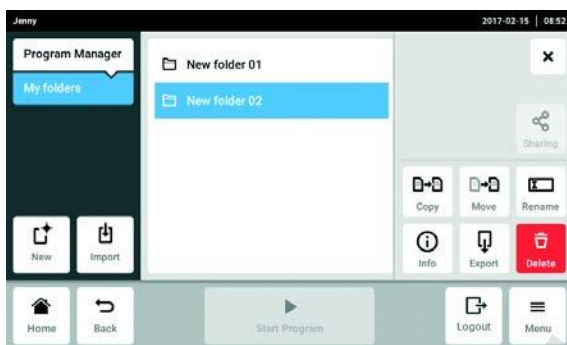 Jenny
2017-02-15 | 08:52
Program Manager
My folders
New folder 01
New folder 02
Sharing
Copy
Move
Rename
New
Import
Info
Export
Delete
Home
Back
Start Program
Logout
Menu